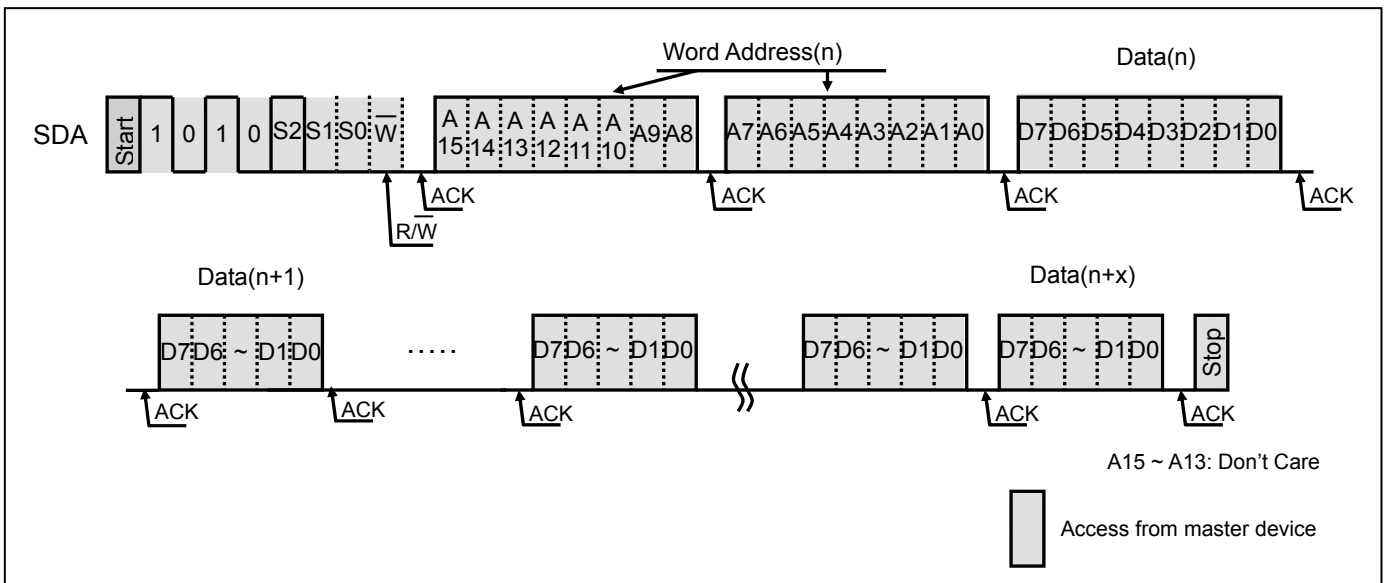 Word Address(n)
Data(n)
SDA Start 1 0 1 0 S2 S1 S0 W A15 A14 A13 A12 A11 A10 A9 A8 A7 A6 A5 A4 A3 A2 A1 A0 D7 D6 D5 D4 D3 D2 D1 D0
ACK ACK ACK ACK
R/W
Data(n+1) Data(n+x)
D7 D6 ~ D1 D0 ..... D7 D6 ~ D1 D0 D7 D6 ~ D1 D0 D7 D6 ~ D1 D0 Stop
ACK ACK ACK ACK ACK
A15 ~ A13: Don't Care
Access from master device